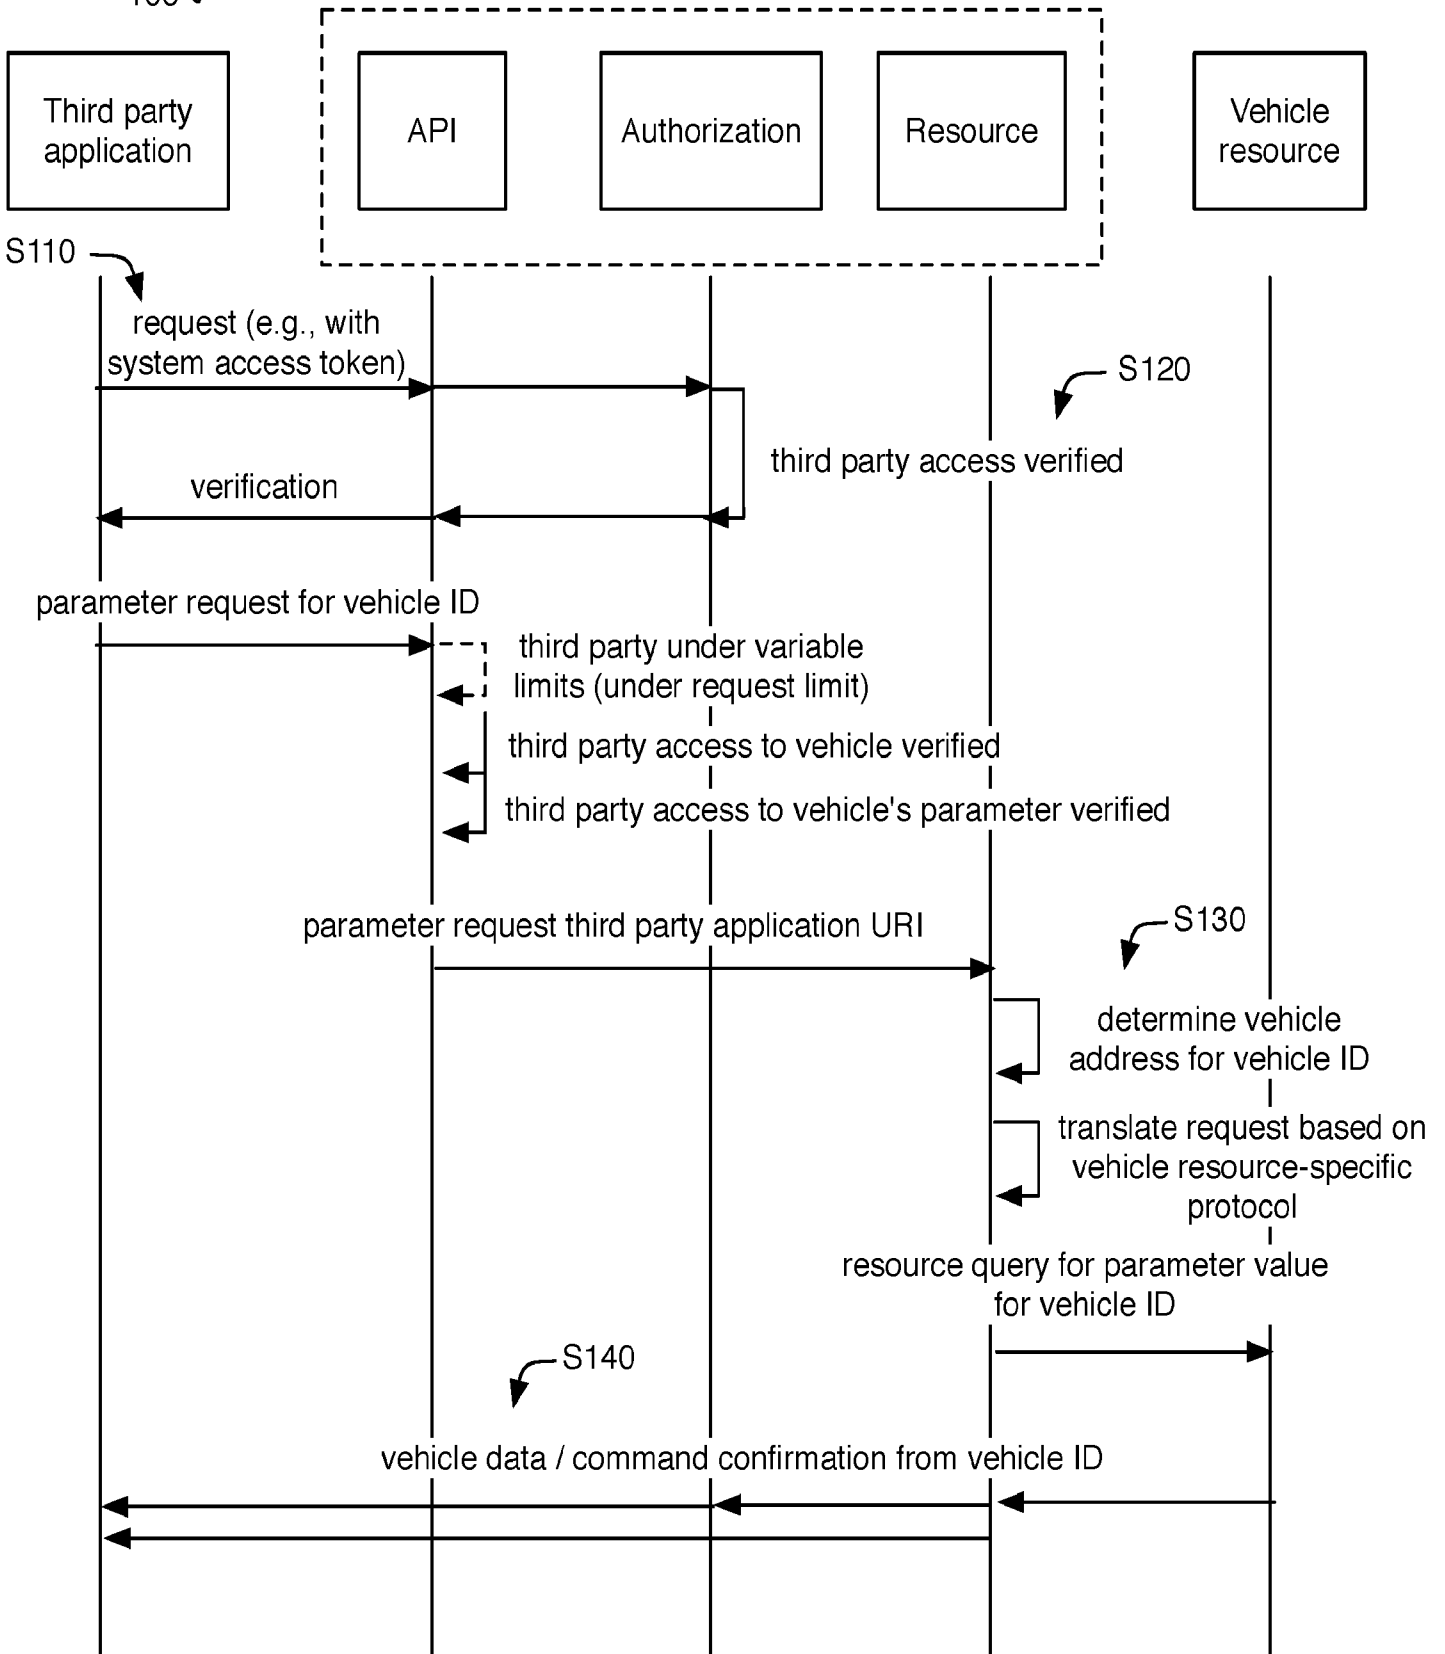 Third party
application
API
Authorization
Resource
Vehicle
resource
S110
request (e.g., with
system access token)
S120
third party access verified
verification
parameter request for vehicle ID
third party under variable
limits (under request limit)
third party access to vehicle verified
third party access to vehicle's parameter verified
parameter request third party application URI
S130
determine vehicle
address for vehicle ID
translate request based on
vehicle resource-specific
protocol
resource query for parameter value
for vehicle ID
S140
vehicle data / command confirmation from vehicle ID